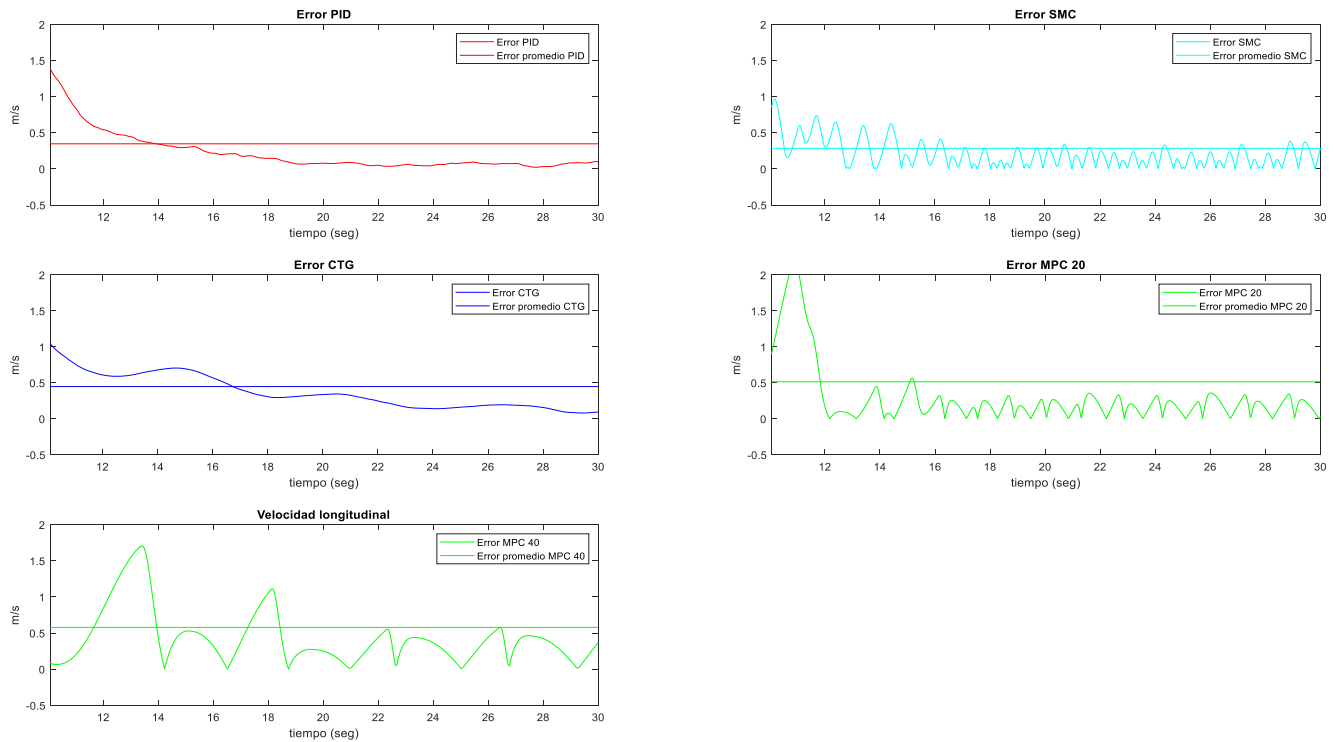 Error PID
2
1.5
1
0.5
0
-0.5
m/s
Error PID
Error promedio PID
12 14 16 18 20 22 24 26 28 30
tiempo (seg)
Error SMC
2
1.5
1
0.5
0
-0.5
m/s
Error SMC
Error promedio SMC
12 14 16 18 20 22 24 26 28 30
tiempo (seg)
Error CTG
2
1.5
1
0.5
0
-0.5
m/s
Error CTG
Error promedio CTG
12 14 16 18 20 22 24 26 28 30
tiempo (seg)
Error MPC 20
2
1.5
1
0.5
0
-0.5
m/s
Error MPC 20
Error promedio MPC 20
12 14 16 18 20 22 24 26 28 30
tiempo (seg)
Velocidad longitudinal
2
1.5
1
0.5
0
-0.5
m/s
Error MPC 40
Error promedio MPC 40
12 14 16 18 20 22 24 26 28 30
tiempo (seg)